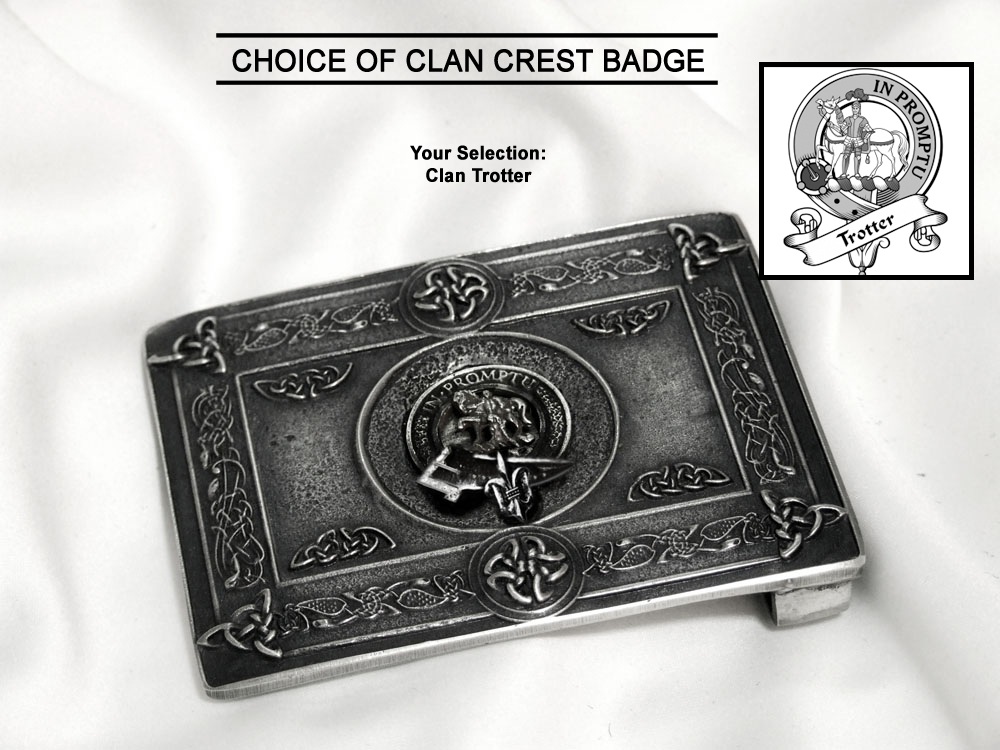 CHOICE OF CLAN CREST BADGE
Your Selection:
Clan Trotter
IN PROMPTU
Trotter
IN PROMPTU